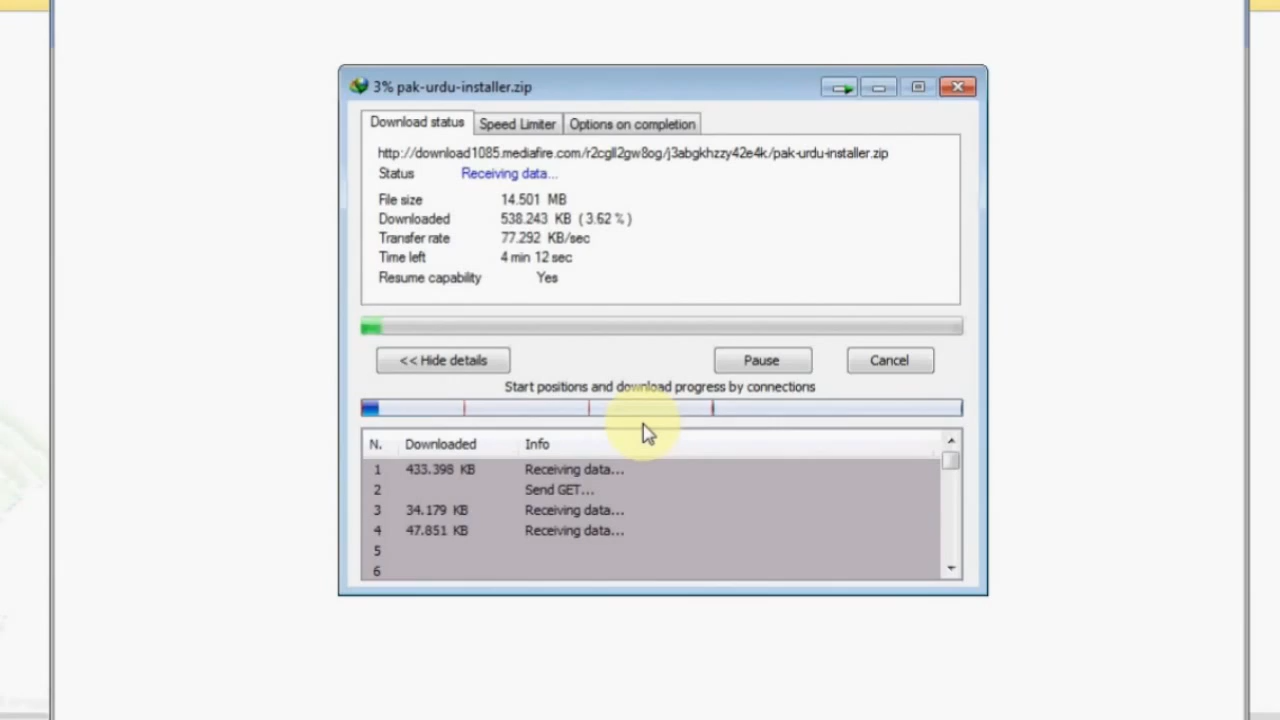 3% pak-urdu-installer.zip
Download status Speed Limiter Options on completion
http://download1085.mediafire.com/r2cgll2gw8og/j3abgkhzzy42e4k/pak-urdu-installer.zip
Status Receiving data...
File size 14.501 MB
Downloaded 538.243 KB ( 3.62 % )
Transfer rate 77.292 KB/sec
Time left 4 min 12 sec
Resume capability Yes
<< Hide details Pause Cancel
Start positions and download progress by connections
N. Downloaded Info
1 433.398 KB Receiving data...
2 Send GET...
3 34.179 KB Receiving data...
4 47.851 KB Receiving data...
5
6